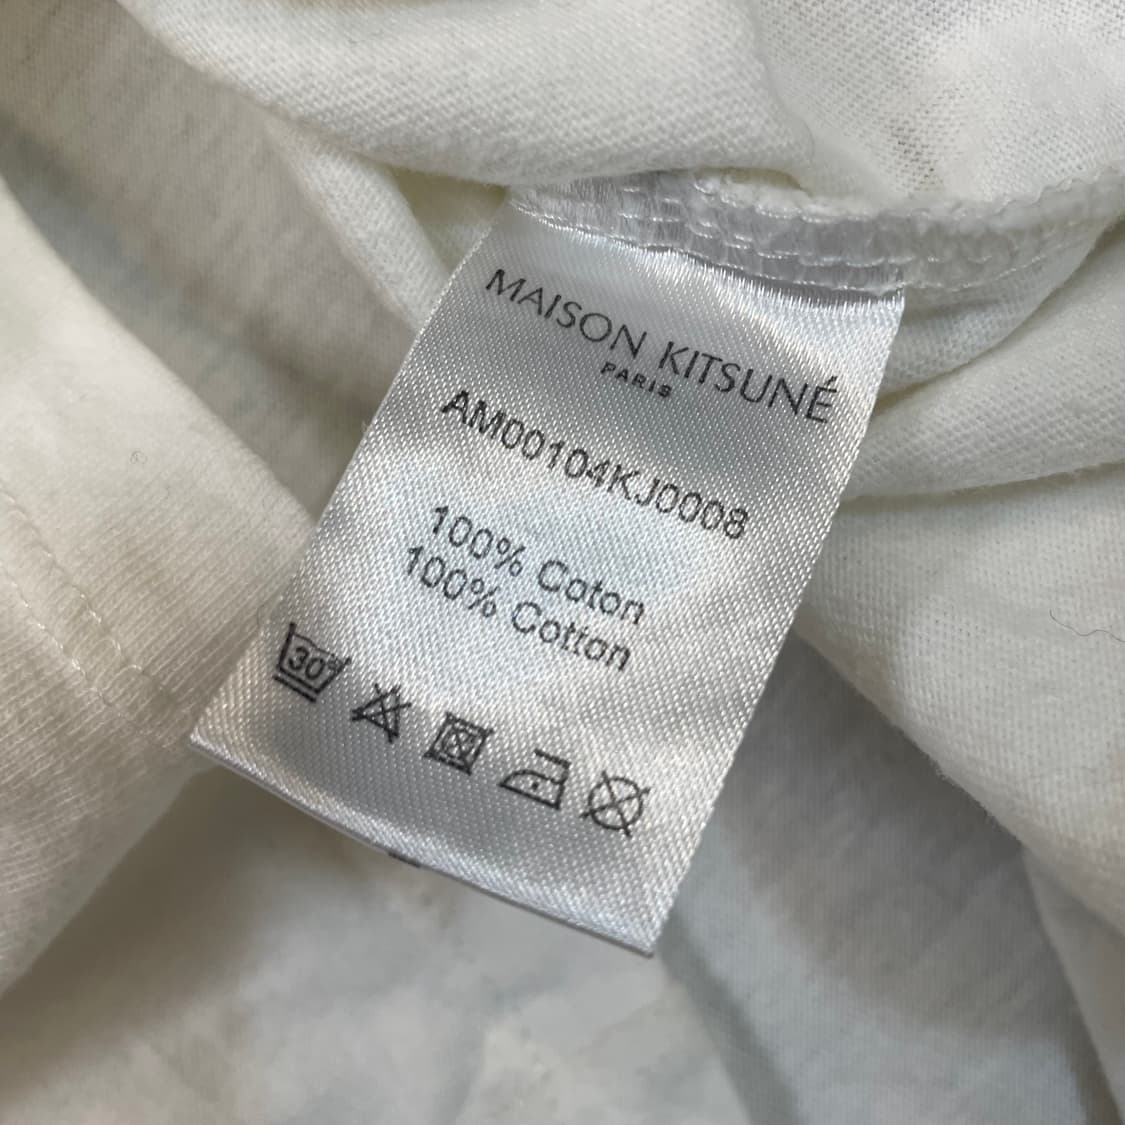 MAISON KITSUNÉ
PARIS
AM00104KJ0008
100% Coton
100% Cotton
30°